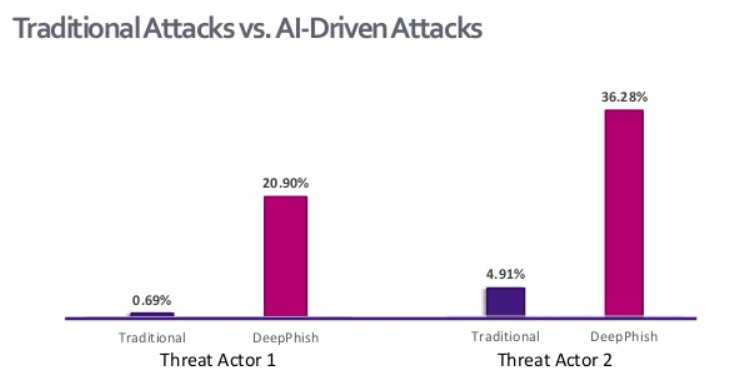 Traditional Attacks vs. AI-Driven Attacks
36.28%
20.90%
4.91%
0.69%
Traditional DeepPhish Traditional DeepPhish
Threat Actor 1 Threat Actor 2